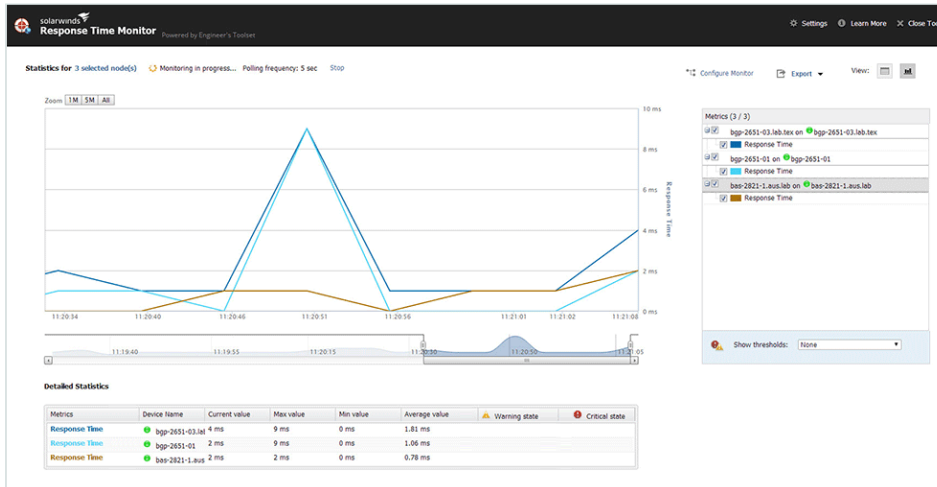 solarwinds
Response Time Monitor Powered by Engineer's Toolset
Settings Learn More Close Too
Statistics for 3 selected node(s) Monitoring in progress... Polling frequency: 5 sec Stop
Configure Monitor Export View:
Zoom 1M 5M All
10 ms
8 ms
6 ms
4 ms
2 ms
0 ms
Response Time
11:20:34 11:20:40 11:20:46 11:20:51 11:20:56 11:21:01 11:21:02 11:21:06
11:19:40 11:19:55 11:20:15 11:20:30 11:20:50 11:21:05
Metrics (3 / 3)
bgp-2651-03.lab.tex on bgp-2651-03.lab.tex
Response Time
bgp-2651-01 on bgp-2651-01
Response Time
bas-2821-1.aus.lab on bas-2821-1.aus.lab
Response Time
Show thresholds: None
Detailed Statistics
Metrics Device Name Current value Max value Min value Average value Warning state Critical state
Response Time bgp-2651-03.lal 4 ms 9 ms 0 ms 1.81 ms
Response Time bgp-2651-01 2 ms 9 ms 0 ms 1.06 ms
Response Time bas-2821-1.aus 2 ms 2 ms 0 ms 0.78 ms